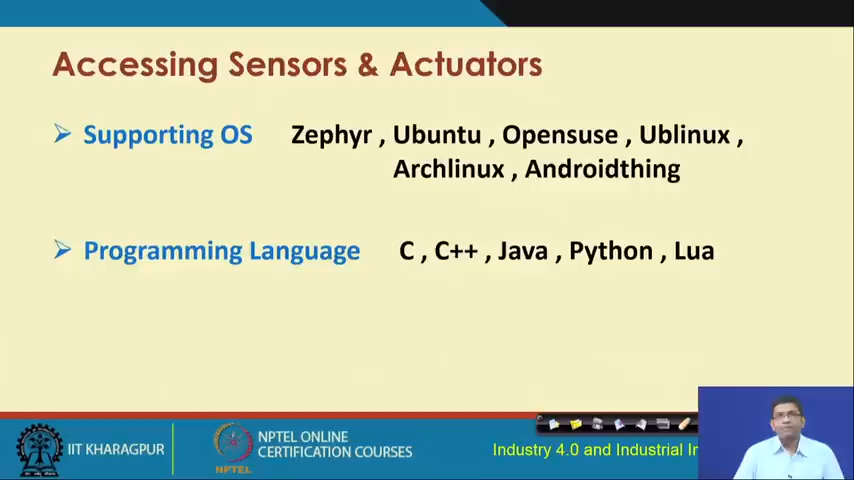 Accessing Sensors & Actuators
➢ Supporting OS Zephyr , Ubuntu , Opensuse , Ublinux ,
Archlinux , Androidthing
➢ Programming Language C , C++ , Java , Python , Lua
IIT KHARAGPUR
NPTEL
NPTEL ONLINE
CERTIFICATION COURSES
Industry 4.0 and Industrial In